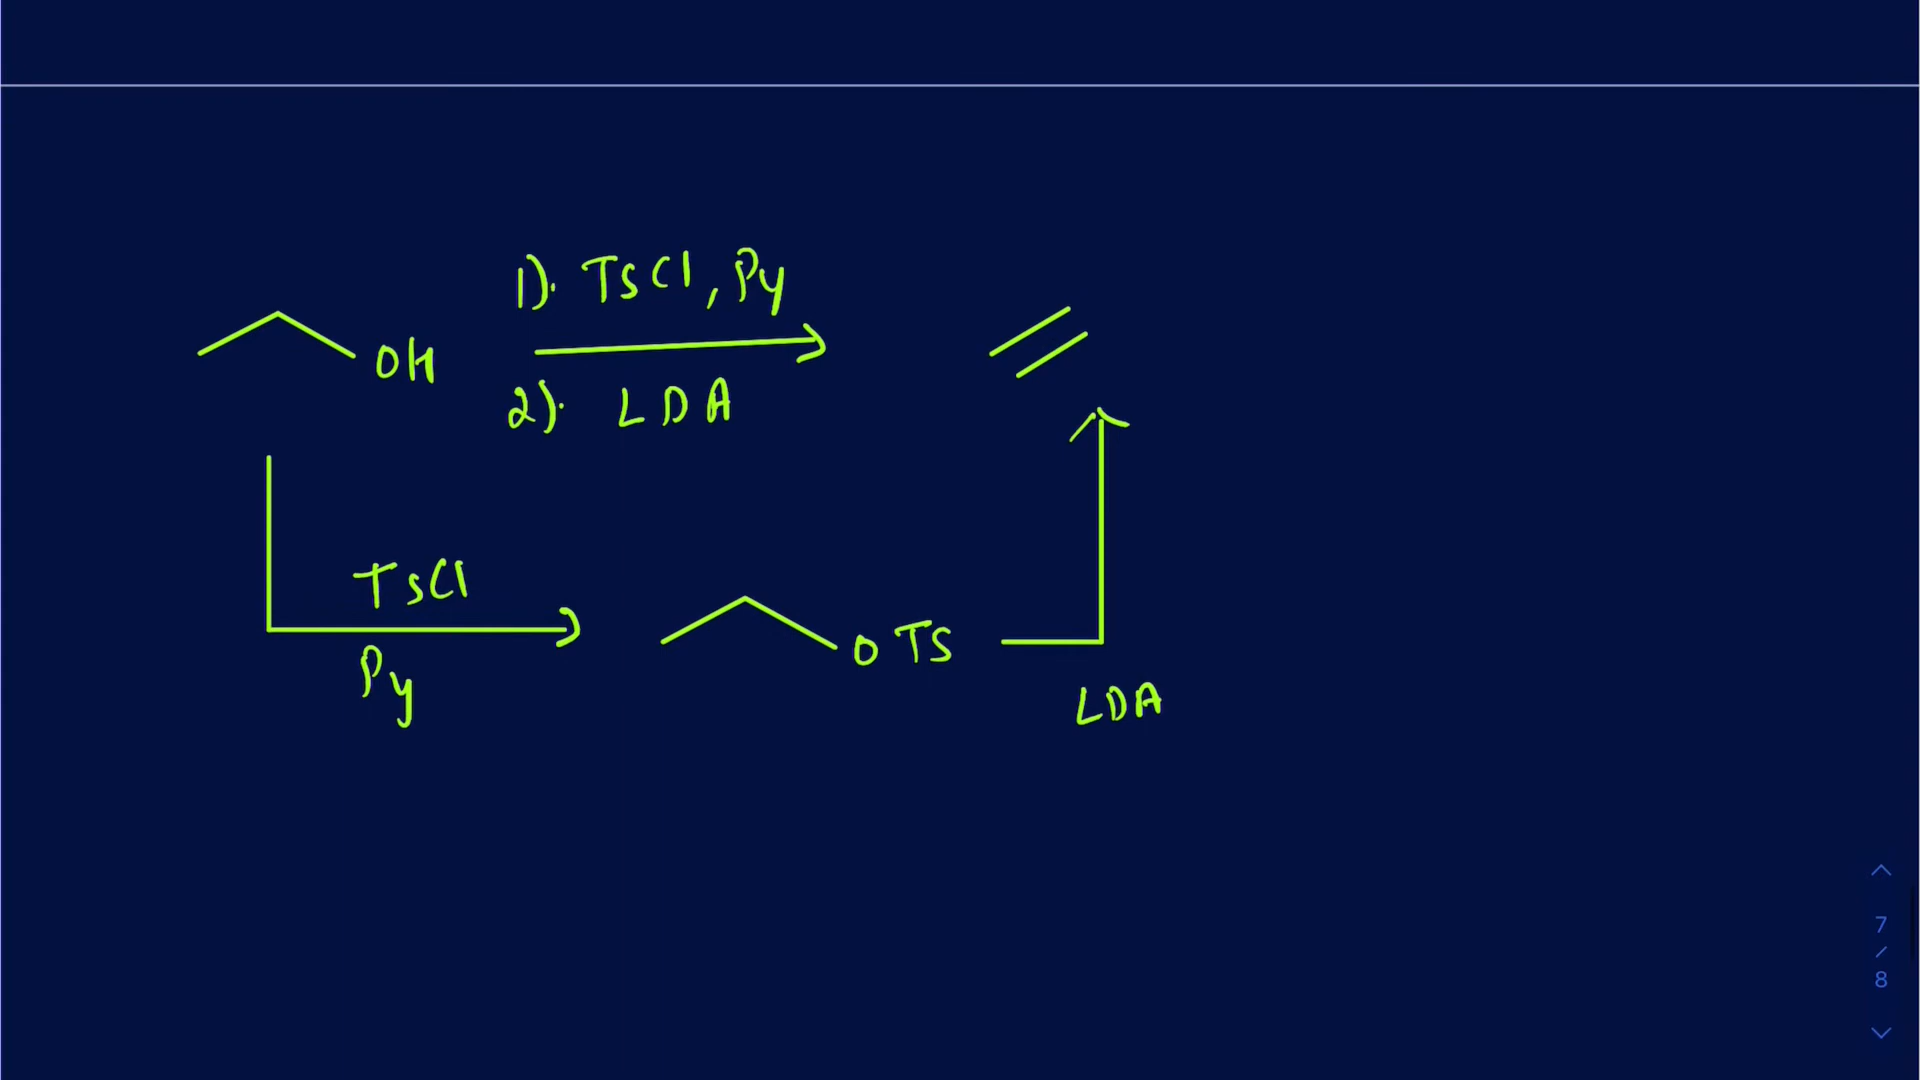 1). TsCl, Py
OH
2). LDA
TsCl
Py
OTS
LDA
7
/
8